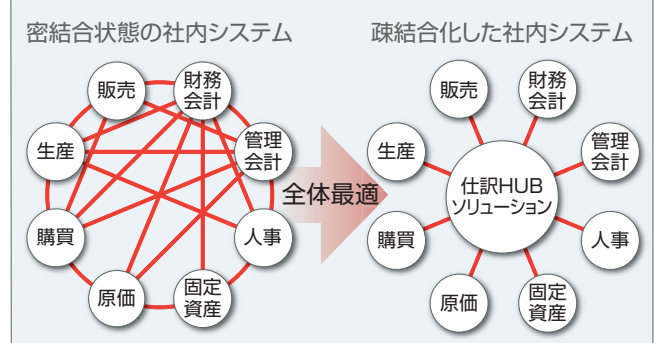 密結合状態の社内システム
販売
財務
会計
生産
管理
会計
購買
人事
原価
固定
資産
全体最適
疎結合化した社内システム
販売
財務
会計
生産
管理
会計
仕訳HUB
ソリューション
購買
人事
原価
固定
資産